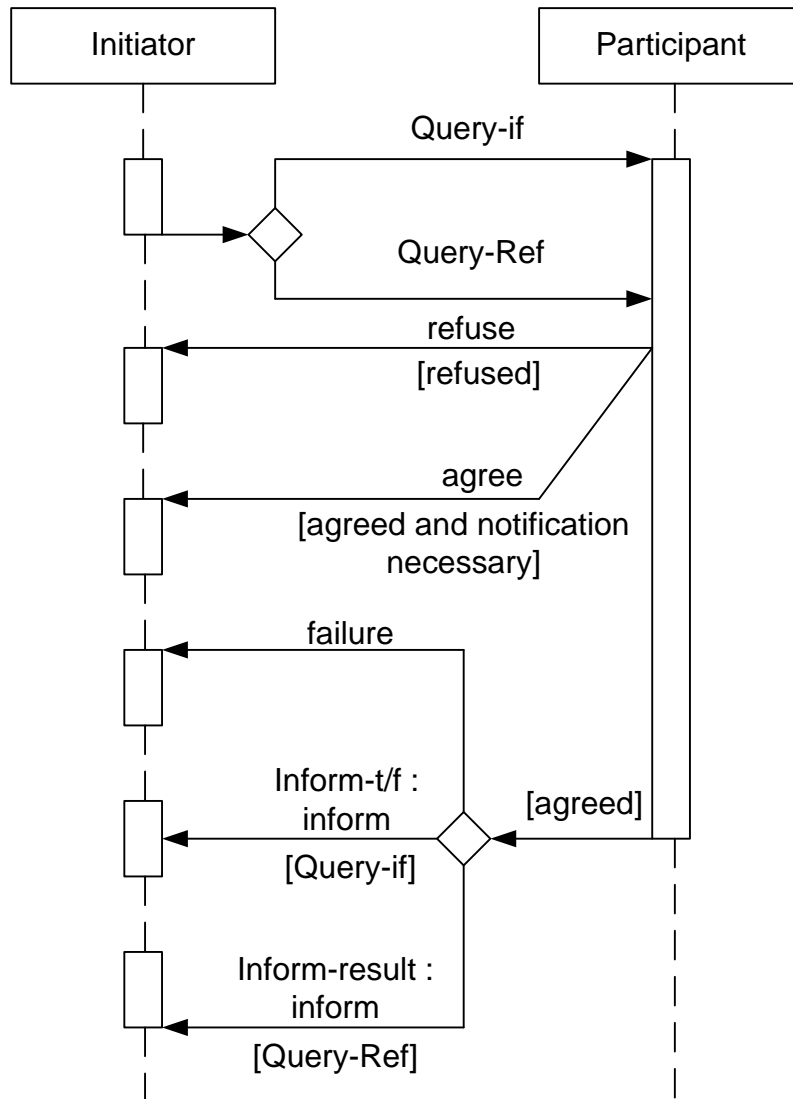 Initiator
Participant
Query-if
Query-Ref
refuse
[refused]
agree
[agreed and notification
necessary]
failure
Inform-t/f :
inform
[agreed]
[Query-if]
Inform-result :
inform
[Query-Ref]